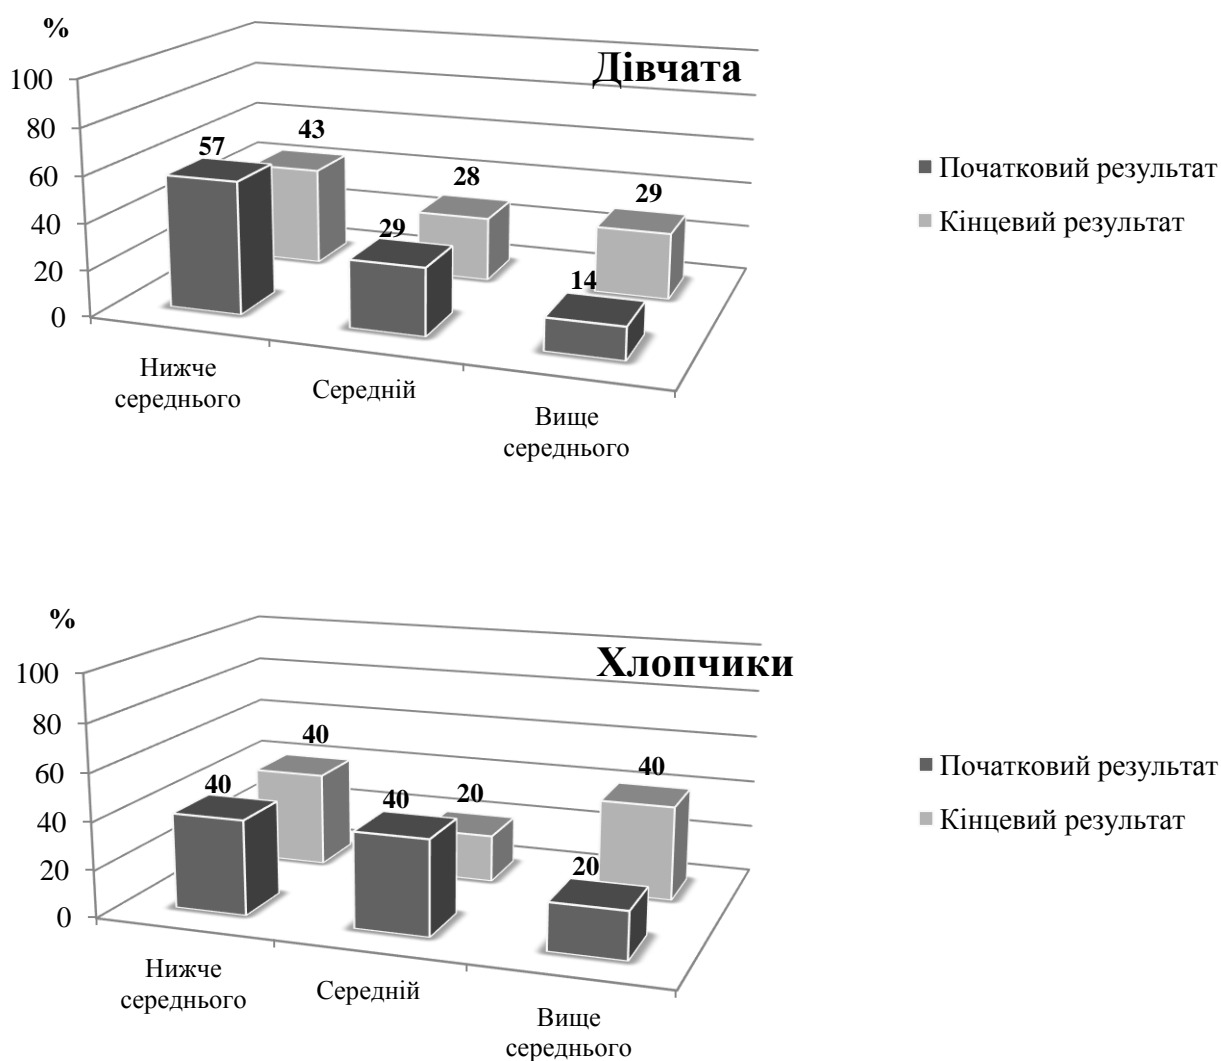 %
Дівчата
100
80
60
40
20
0
57
43
29
28
14
29
Нижче
середнього
Середній
Вище
середнього
Початковий результат
Кінцевий результат
%
Хлопчики
100
80
60
40
20
0
40
40
40
20
20
40
Нижче
середнього
Середній
Вище
середнього
Початковий результат
Кінцевий результат